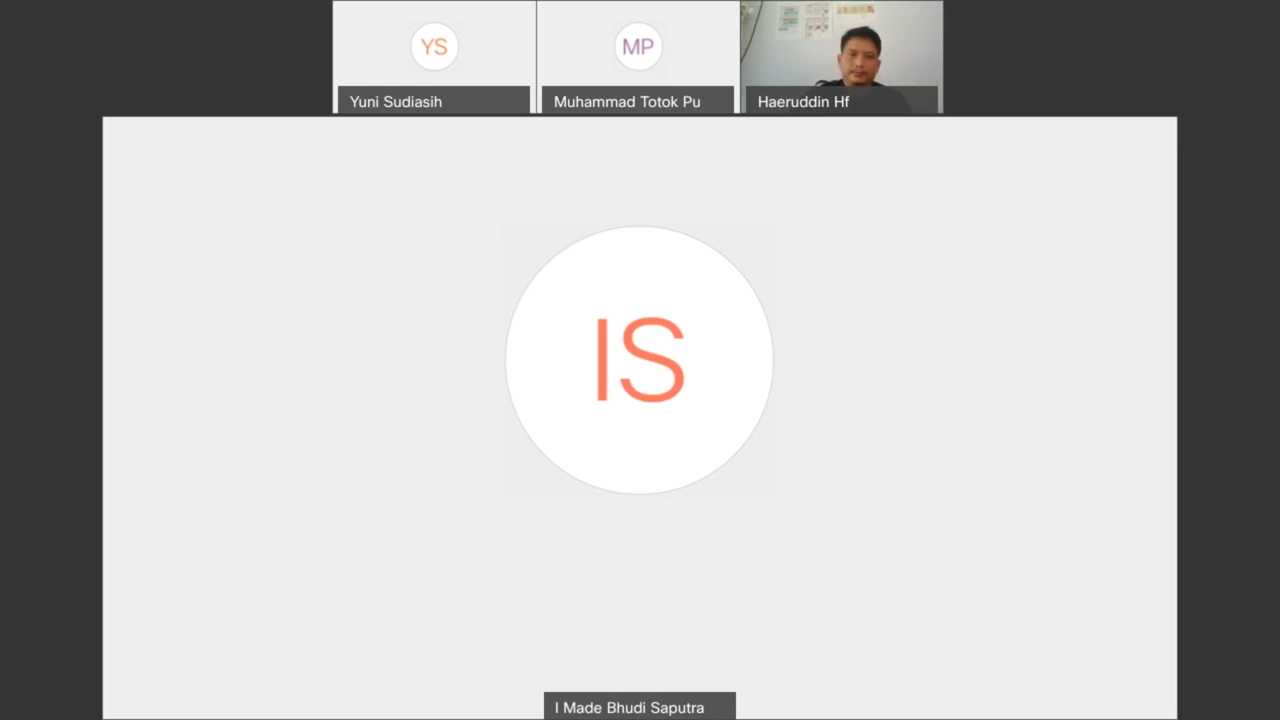 YS
Yuni Sudiasih
MP
Muhammad Totok Pu
Haeruddin Hf
IS
I Made Bhudi Saputra